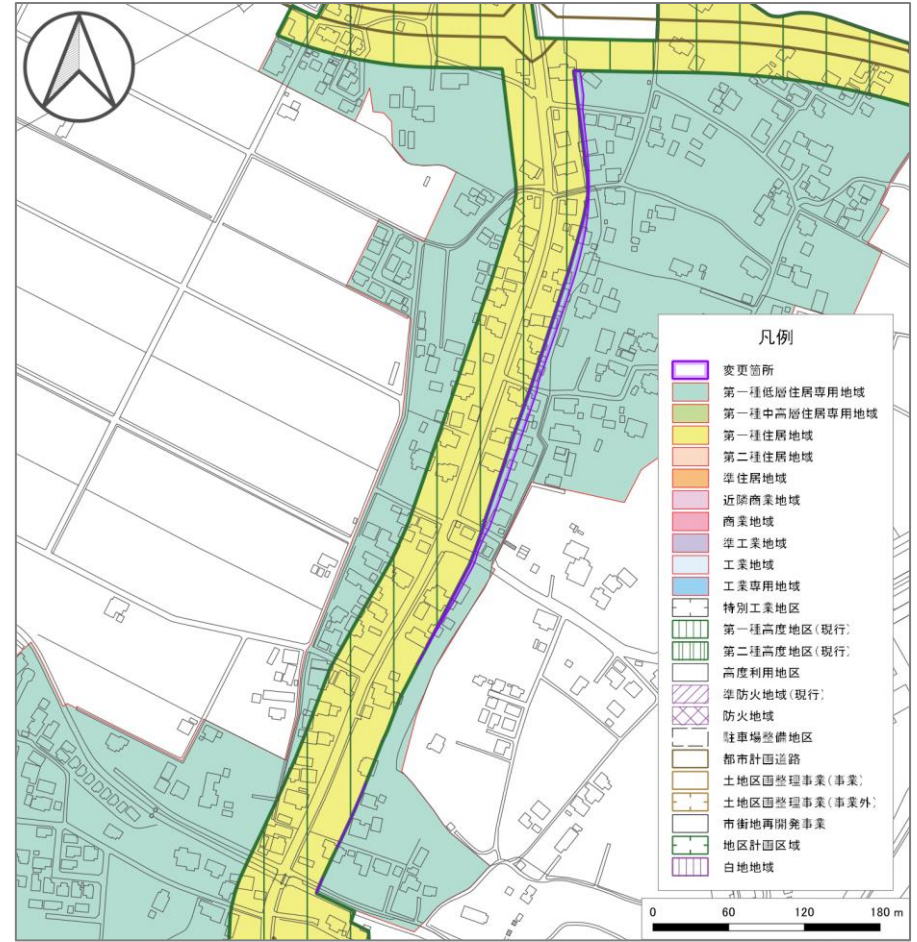 凡例
変更箇所
第一種低層住居専用地域
第一種中高層住居専用地域
第一種住居地域
第二種住居地域
準住居地域
近隣商業地域
商業地域
準工業地域
工業地域
工業専用地域
特別工業地区
第一種高度地区(現行)
第二種高度地区(現行)
高度利用地区
準防火地域(現行)
防火地域
駐車場整備地区
都市計画道路
土地区画整理事業(事業)
土地区画整理事業(事業外)
市街地再開発事業
地区計画区域
白地地域
0 60 120 180 m